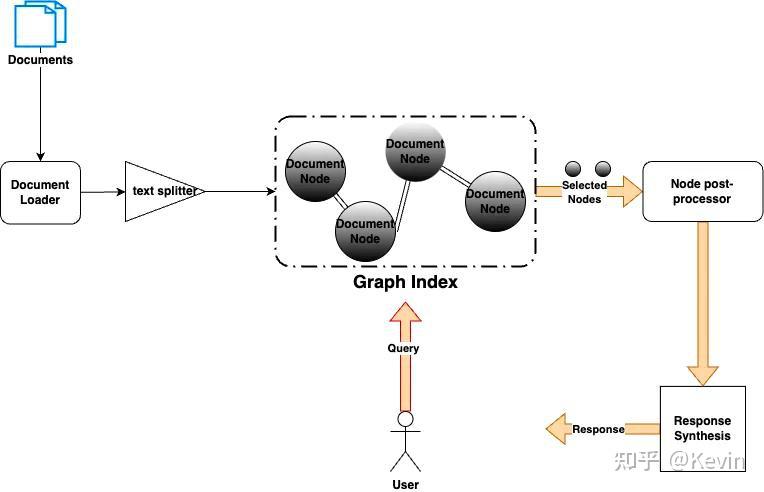 Documents
Document
Loader
text splitter
Document
Node
Document
Node
Document
Node
Document
Node
Graph Index
Selected
Nodes
Node post-
processor
Query
User
Response
Synthesis
Response
知乎 @Kevin